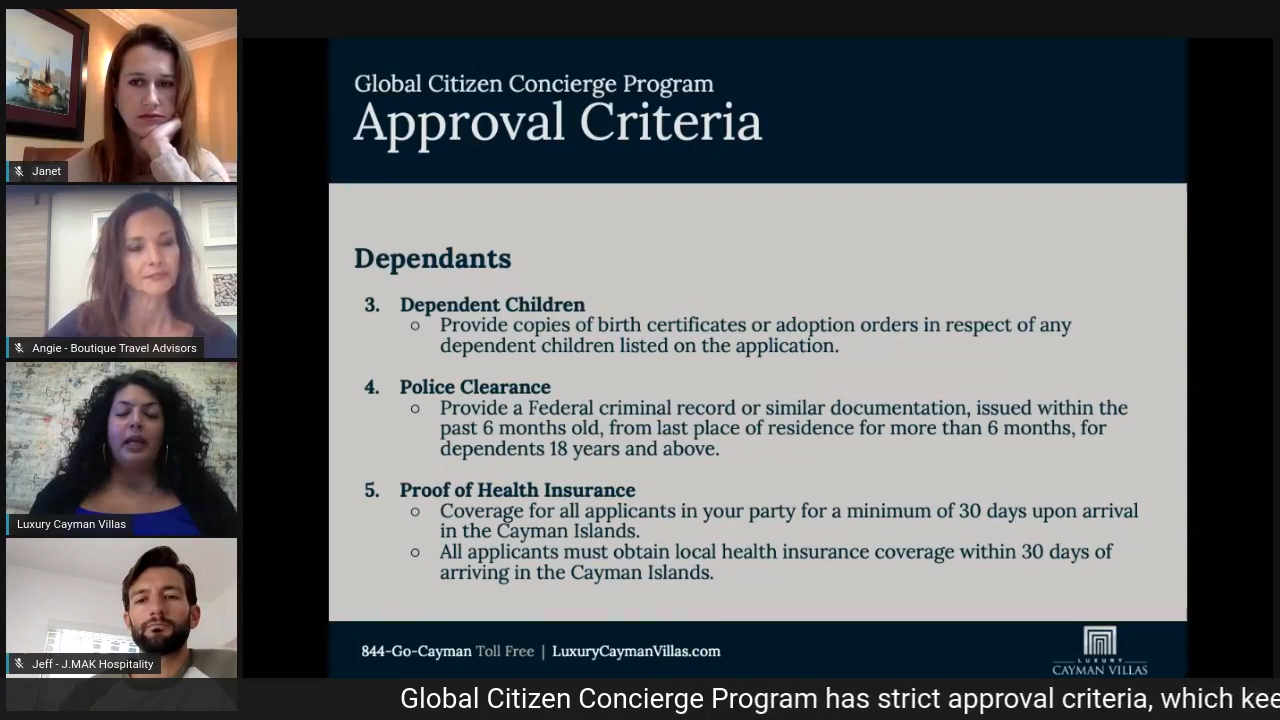 Janet
Angie - Boutique Travel Advisors
Luxury Cayman Villas
Jeff - J.MAK Hospitality
Global Citizen Concierge Program
Approval Criteria
Dependants
3. Dependent Children
○ Provide copies of birth certificates or adoption orders in respect of any
dependent children listed on the application.
4. Police Clearance
○ Provide a Federal criminal record or similar documentation, issued within the
past 6 months old, from last place of residence for more than 6 months, for
dependents 18 years and above.
5. Proof of Health Insurance
○ Coverage for all applicants in your party for a minimum of 30 days upon arrival
in the Cayman Islands.
○ All applicants must obtain local health insurance coverage within 30 days of
arriving in the Cayman Islands.
844-Go-Cayman Toll Free | LuxuryCaymanVillas.com
LUXURY
CAYMAN VILLAS
Global Citizen Concierge Program has strict approval criteria, which kee